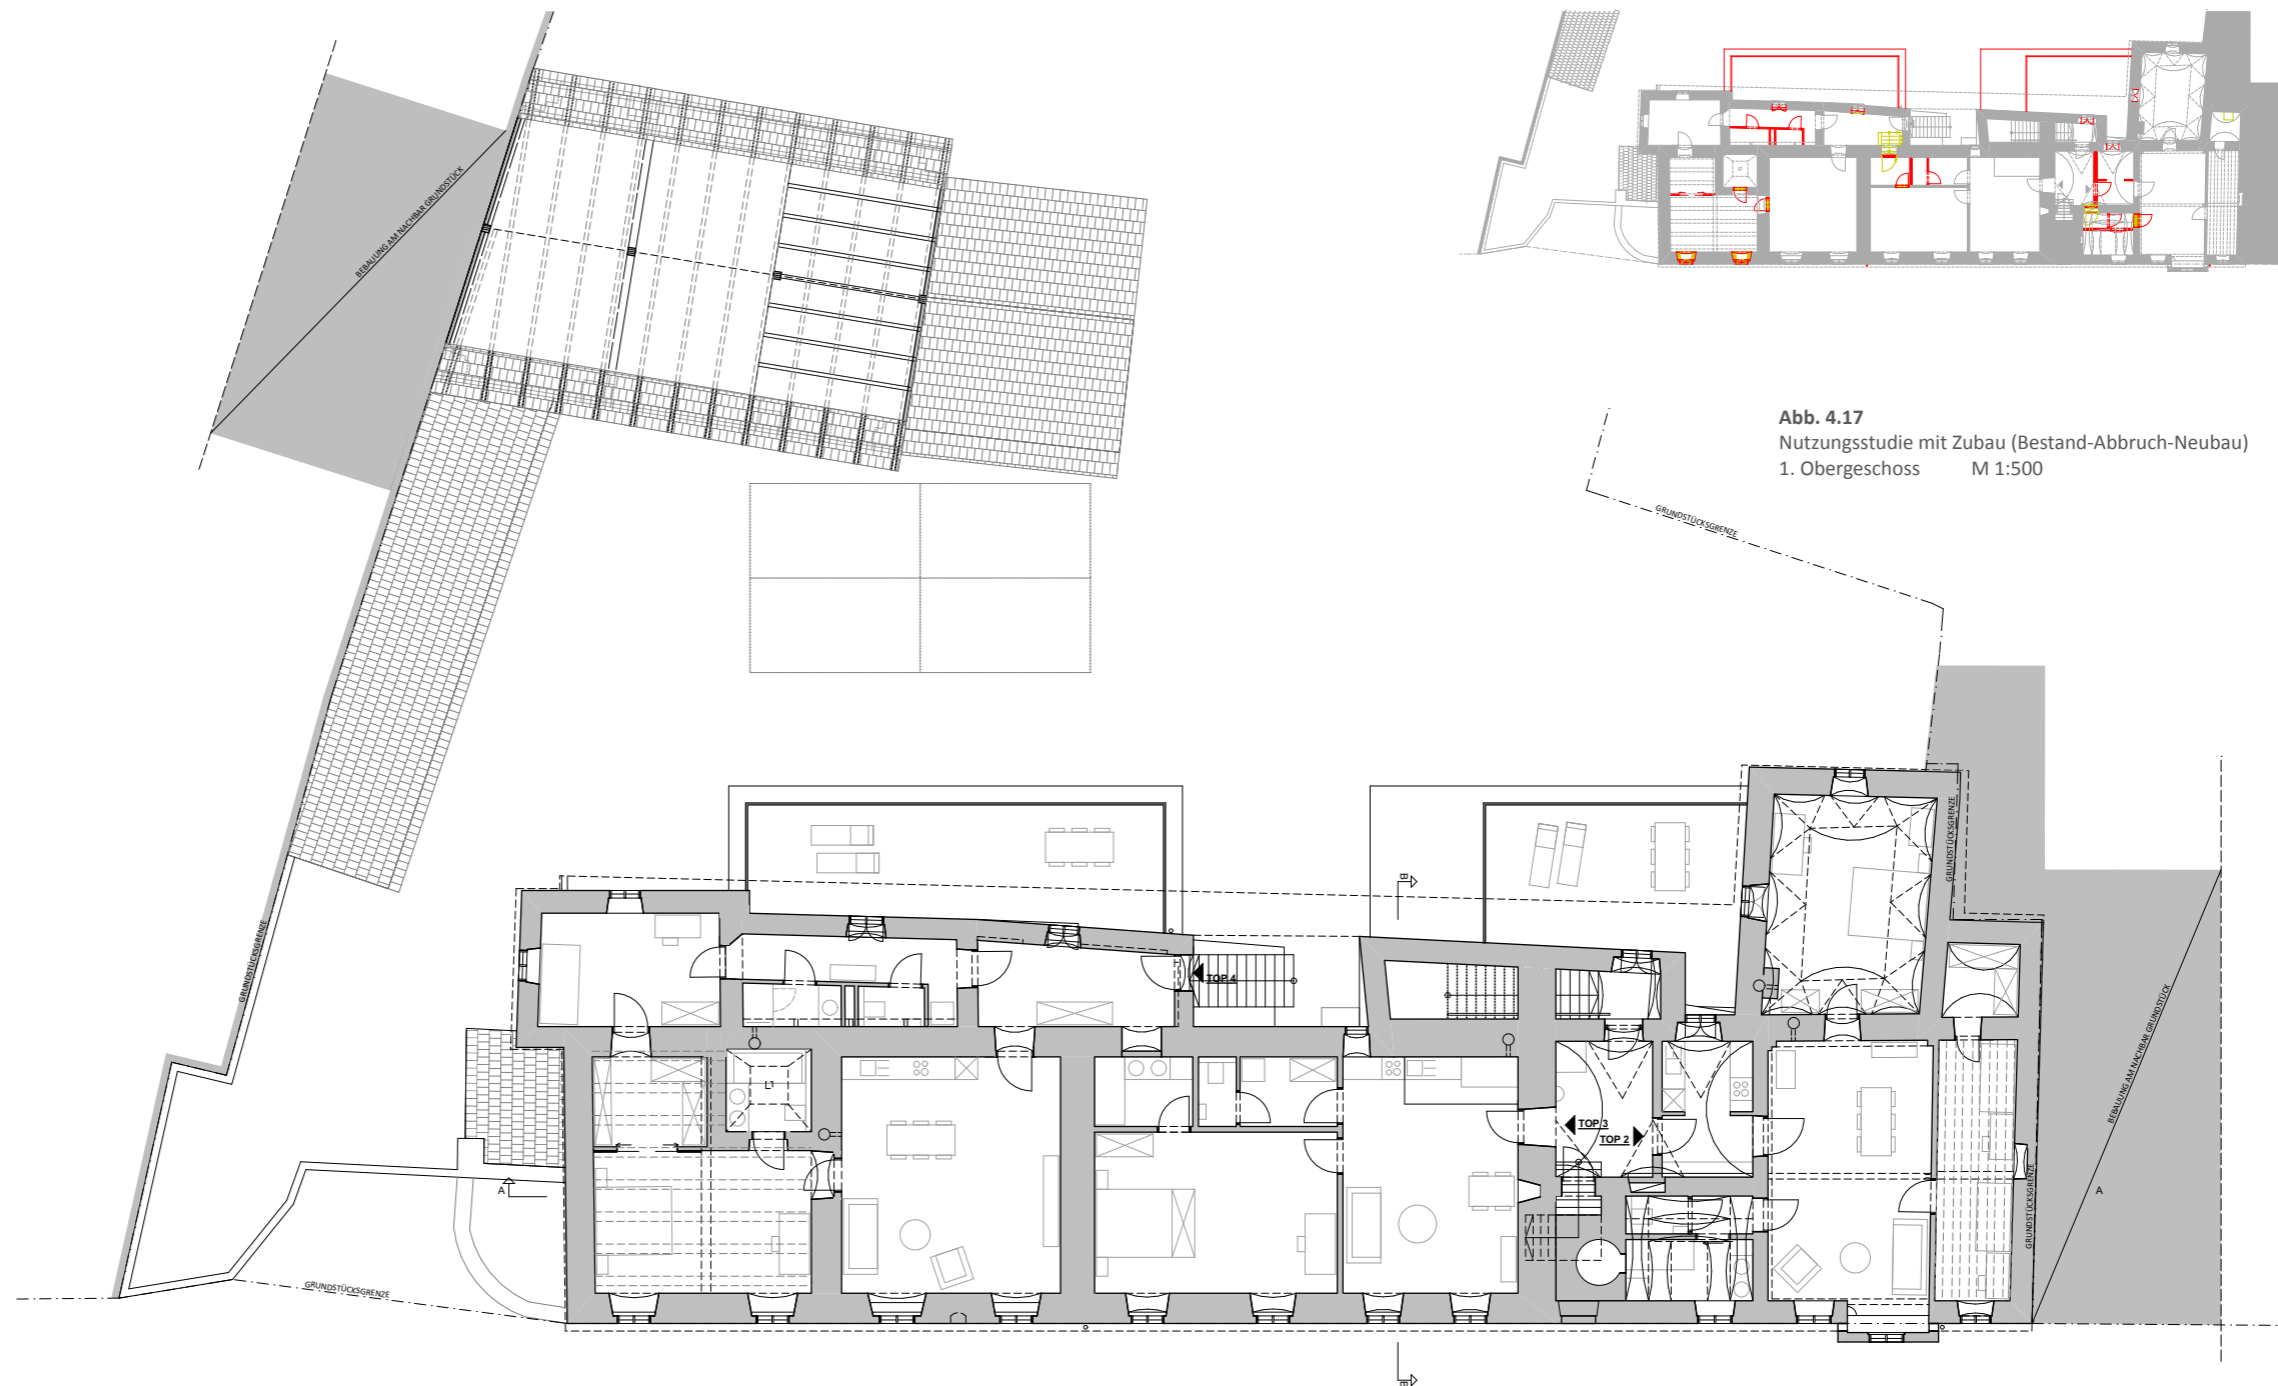 BEBAUUNG AM NACHBAR GRUNDSTÜCK
Abb. 4.17
Nutzungsstudie mit Zubau (Bestand-Abbruch-Neubau)
1. Obergeschoss M 1:500
GRUNDSTÜCKSGRENZE
GRUNDSTÜCKSGRENZE
B
GRUNDSTÜCKSGRENZE
TOP 4
BEBAUUNG AM NACHBAR GRUNDSTÜCK
L1
TOP 3
TOP 2
A
A
GRUNDSTÜCKSGRENZE
GRUNDSTÜCKSGRENZE
B